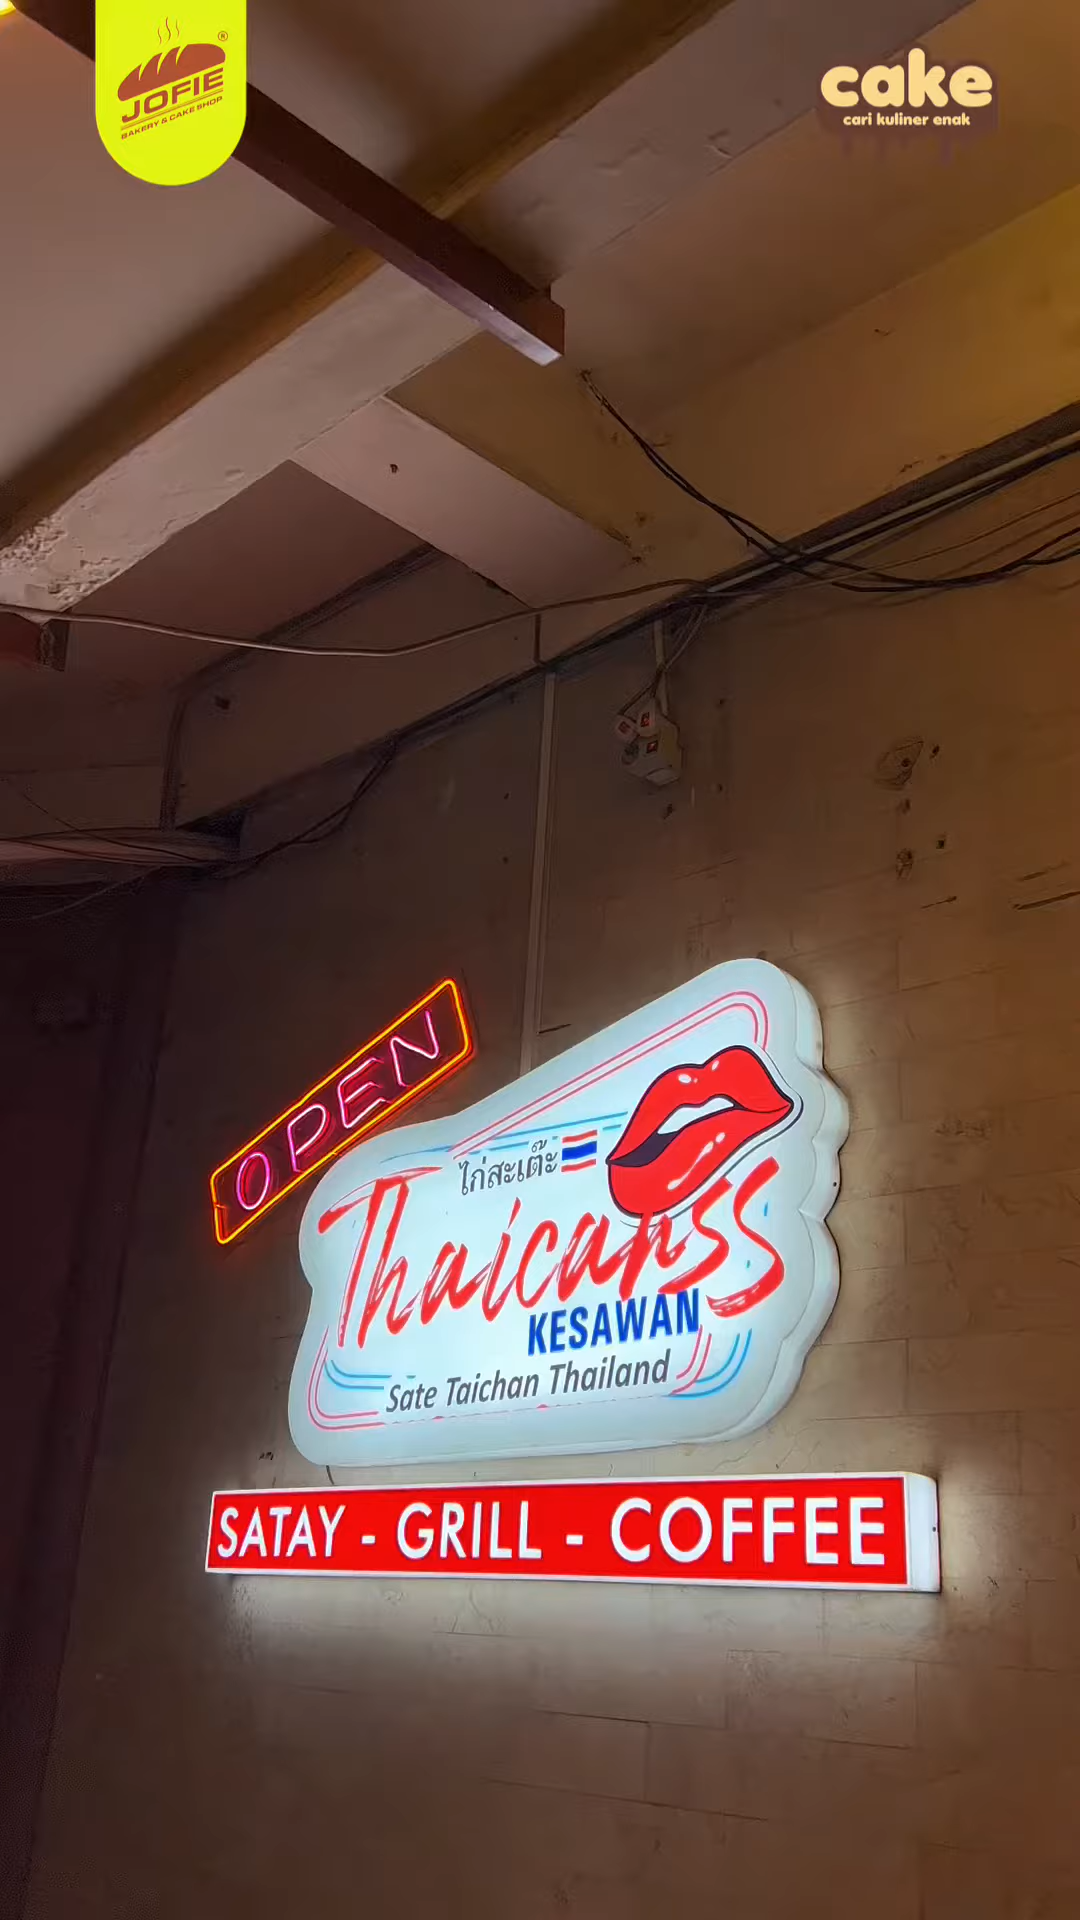 JOFIE
BAKERY & CAKE SHOP
cake
cari kuliner enak
OPEN
ไก่สะเต๊ะ
Thaicanss
KESAWAN
Sate Taichan Thailand
SATAY - GRILL - COFFEE